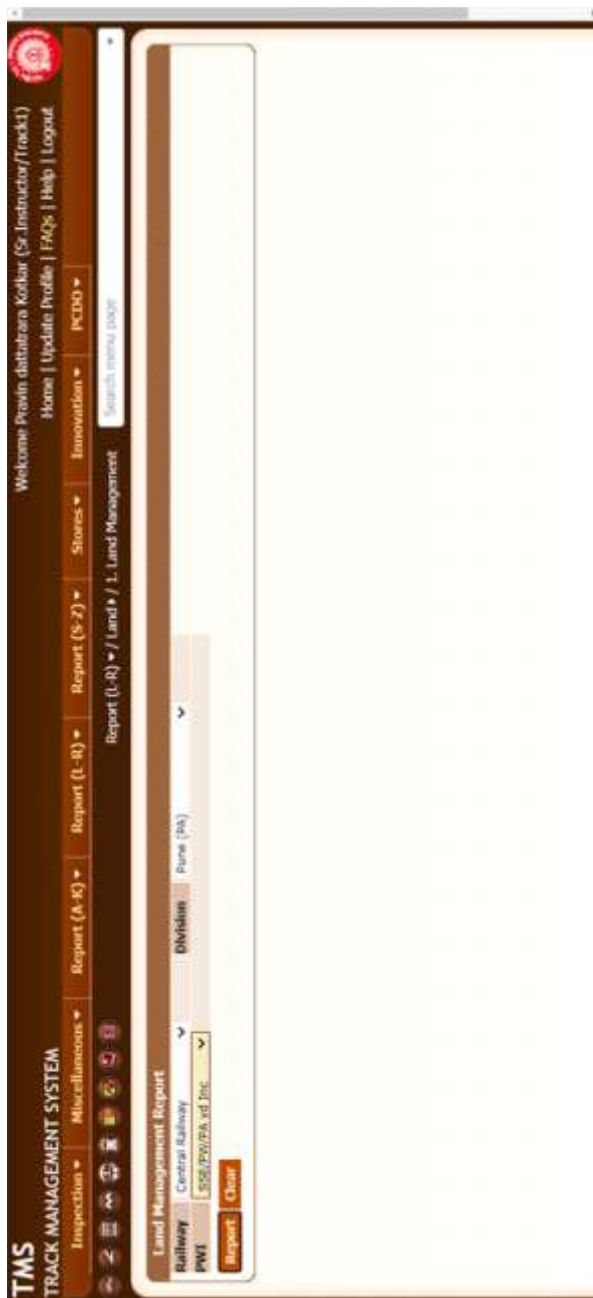 TMS
TRACK MANAGEMENT SYSTEM
Welcome Pravin dattatrara Kotkar (Sr.Instructor/Track1)
Home | Update Profile | FAQs | Help | Logout
Inspection Miscellaneous Report (A-K) Report (L-R) Report (S-Z) Stores Innovation PCDO
Report (L-R) / Land / 1. Land Management Search menu page
Land Management Report
Railway Central Railway Division Pune (PA)
PWI SSE/PW/PA yd Inc
Report Clear